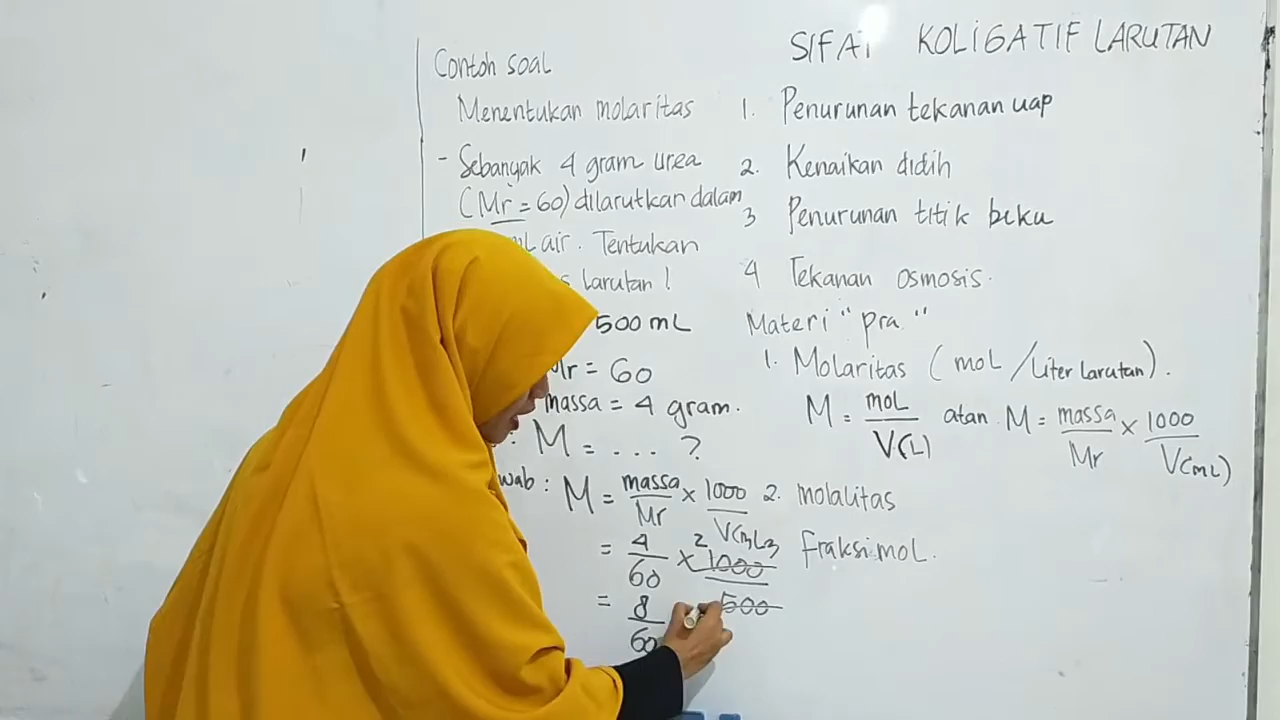 Contoh soal
Menentukan molaritas
- Sebanyak 4 gram urea
(Mr = 60) dilarutkan dalam
mL air. Tentukan
larutan !
500 mL
Mr = 60
massa = 4 gram.
: M = ... ?
wab : M = massa/Mr x 1000/V(mL)
= 4/60 x 2 1000/500
= 8/60
SIFAT KOLIGATIF LARUTAN
1. Penurunan tekanan uap
2. Kenaikan didih
3 Penurunan titik beku
4 Tekanan osmosis.
Materi "pra."
1. Molaritas (mol/Liter larutan).
M = moL/V(L) atau M = massa/Mr x 1000/V(mL)
2. molalitas
3 fraksi mol.